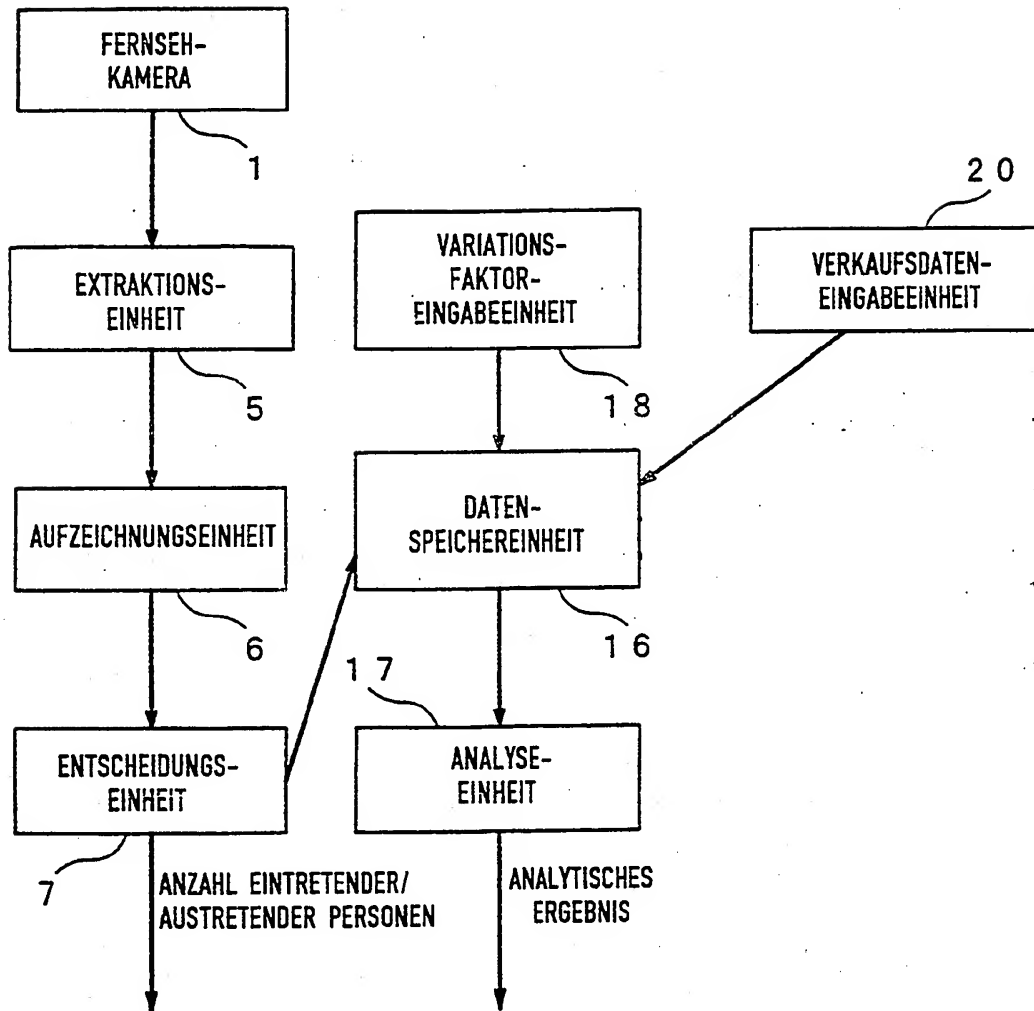 FERNSEH-
KAMERA
1
20
VARIATIONS-
FAKTOR-
EINGABEEINHEIT
VERKAUFSDATEN-
EINGABEEINHEIT
EXTRAKTIONS-
EINHEIT
5
18
AUFZEICHNUNGSEINHEIT
DATEN-
SPEICHEREINHEIT
6
16
17
ENTSCHEIDUNGS-
EINHEIT
ANALYSE-
EINHEIT
7
ANZAHL EINTRETENDER/
AUSTRETENDER PERSONEN
ANALYTISCHES
ERGEBNIS